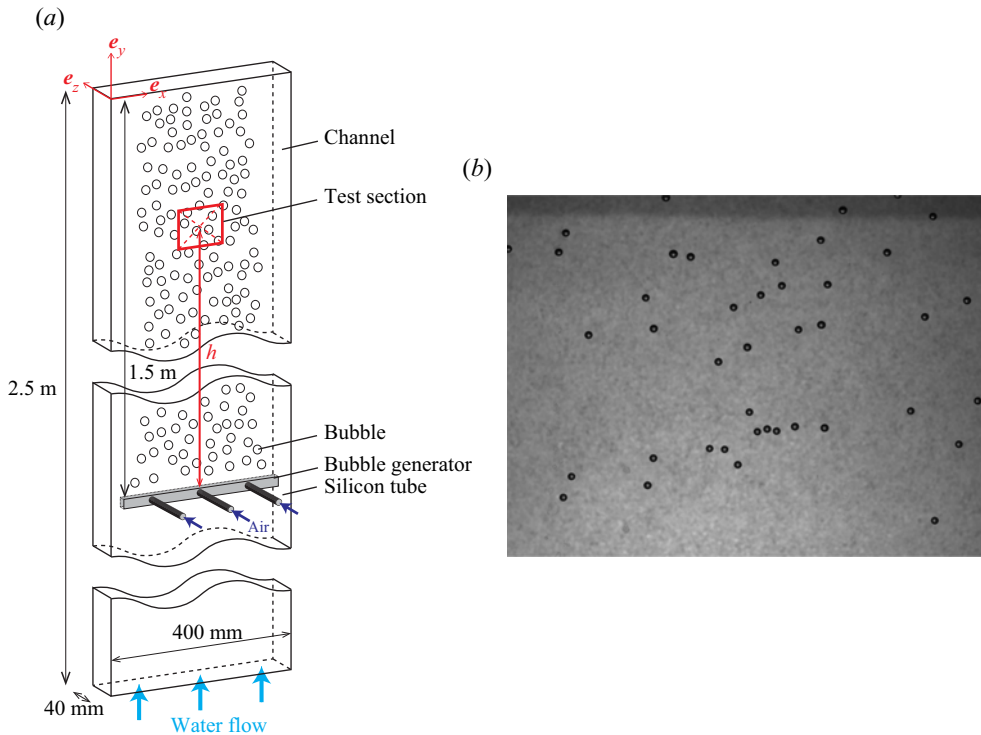 (a)
e_y
e_z
e_x
Channel
Test section
(b)
h
1.5 m
2.5 m
Bubble
Bubble generator
Silicon tube
Air
400 mm
40 mm
Water flow